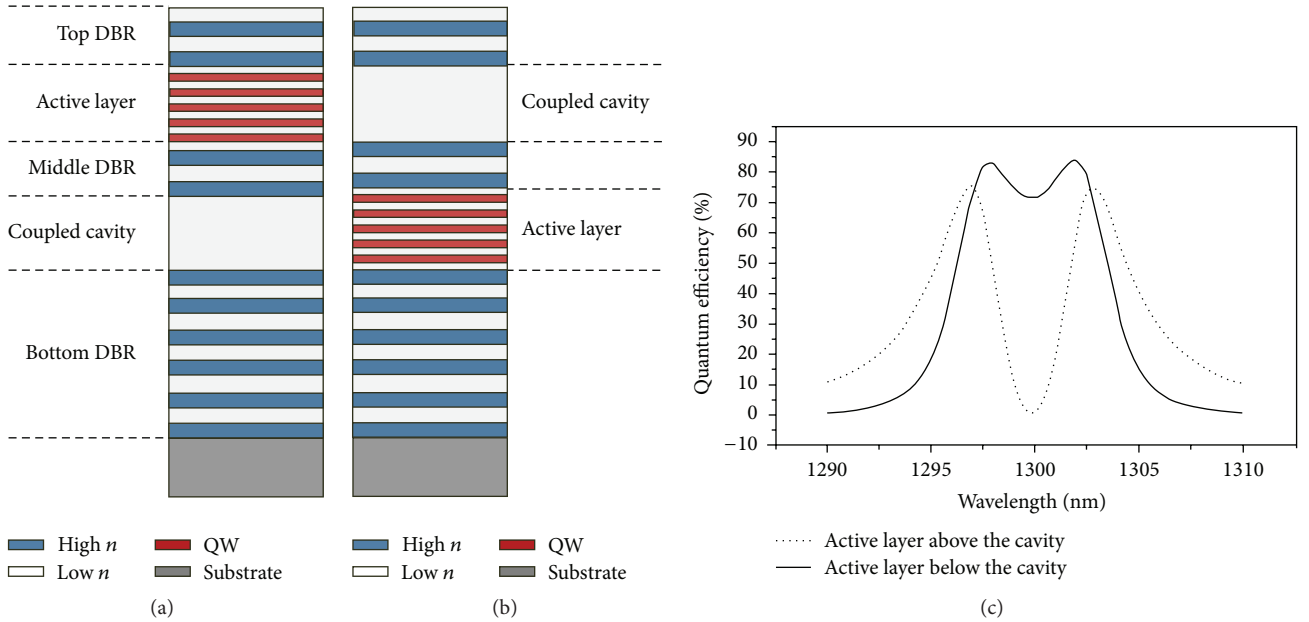 Top DBR
Active layer
Middle DBR
Coupled cavity
Bottom DBR
High n
QW
Low n
Substrate
(a)
Coupled cavity
Active layer
High n
QW
Low n
Substrate
(b)
Quantum efficiency (%)
90
80
70
60
50
40
30
20
10
0
−10
1290
1295
1300
1305
1310
Wavelength (nm)
Active layer above the cavity
Active layer below the cavity
(c)